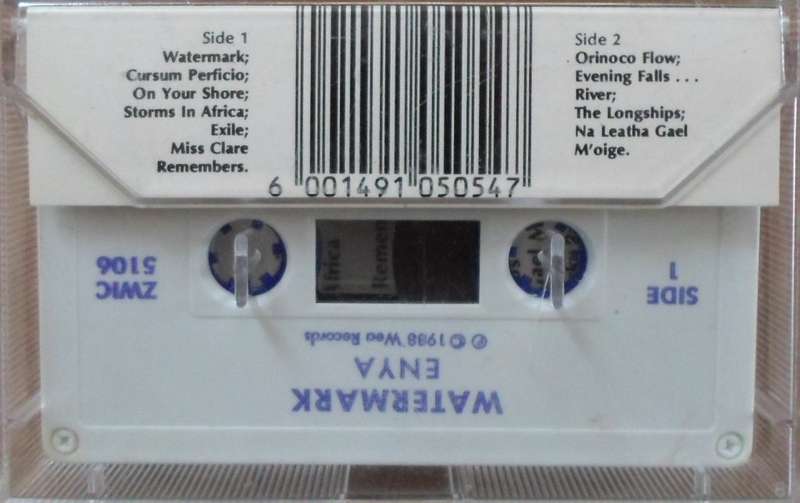 Side 1
Watermark;
Cursum Perficio;
On Your Shore;
Storms In Africa;
Exile;
Miss Clare
Remembers.
6 001491 050547
Side 2
Orinoco Flow;
Evening Falls . . .
River;
The Longships;
Na Leatha Gael
M'oige.
WATERMARK
ENYA
℗ © 1988 Wea Records
SIDE
1
ZWIC
5106
Africa